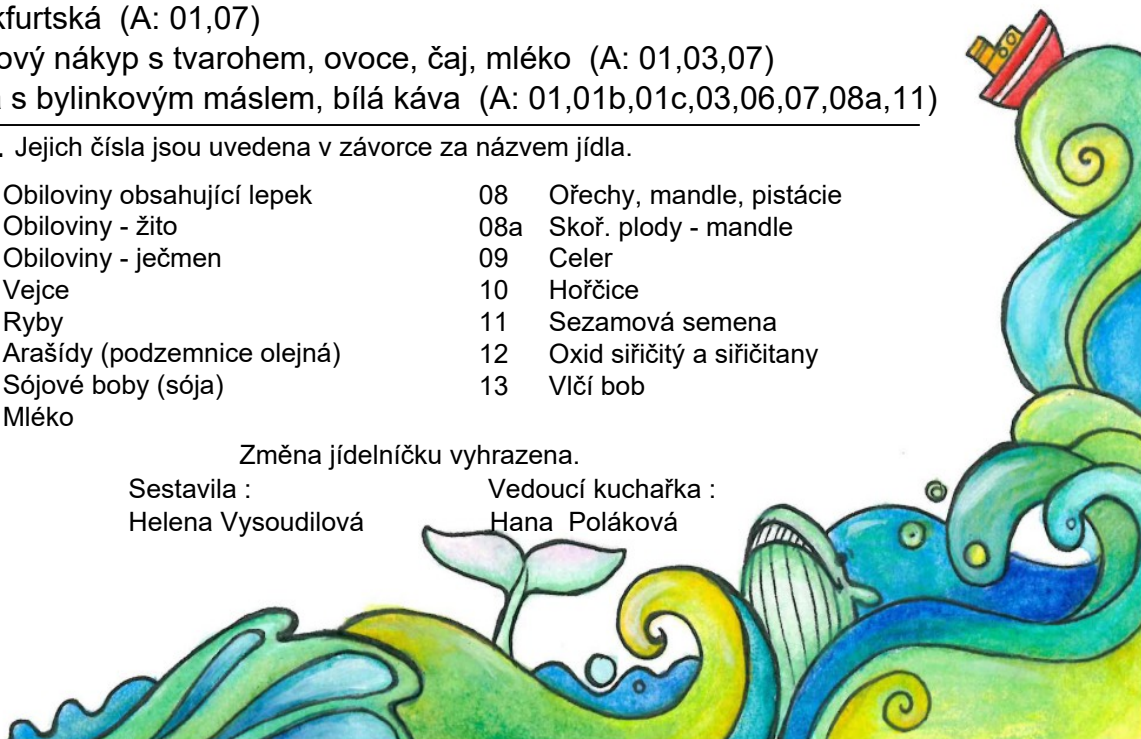 kfurtská (A: 01,07)
ový nákyp s tvarohem, ovoce, čaj, mléko (A: 01,03,07)
s bylinkovým máslem, bílá káva (A: 01,01b,01c,03,06,07,08a,11)
. Jejich čísla jsou uvedena v závorce za názvem jídla.
Obiloviny obsahující lepek 08 Ořechy, mandle, pistácie
Obiloviny - žito 08a Skoř. plody - mandle
Obiloviny - ječmen 09 Celer
Vejce 10 Hořčice
Ryby 11 Sezamová semena
Arašídy (podzemnice olejná) 12 Oxid siřičitý a siřičitany
Sójové boby (sója) 13 Vlčí bob
Mléko
Změna jídelníčku vyhrazena.
Sestavila : Vedoucí kuchařka :
Helena Vysoudilová Hana Poláková